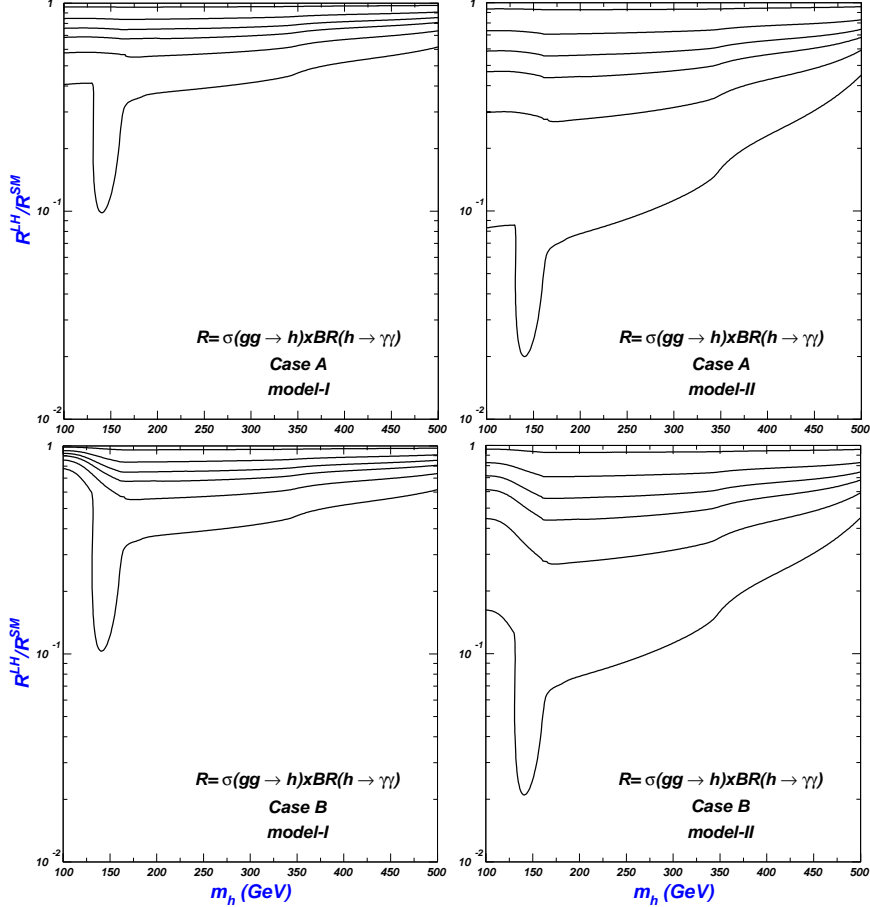 1
10⁻¹
10⁻²
R^LH/R^SM
R= σ(gg → h)xBR(h → γγ)
Case A
model-I
100 150 200 250 300 350 400 450 500
1
10⁻¹
10⁻²
R= σ(gg → h)xBR(h → γγ)
Case A
model-II
100 150 200 250 300 350 400 450 500
1
10⁻¹
10⁻²
R^LH/R^SM
R= σ(gg → h)xBR(h → γγ)
Case B
model-I
100 150 200 250 300 350 400 450 500
m_h (GeV)
1
10⁻¹
10⁻²
R= σ(gg → h)xBR(h → γγ)
Case B
model-II
100 150 200 250 300 350 400 450 500
m_h (GeV)